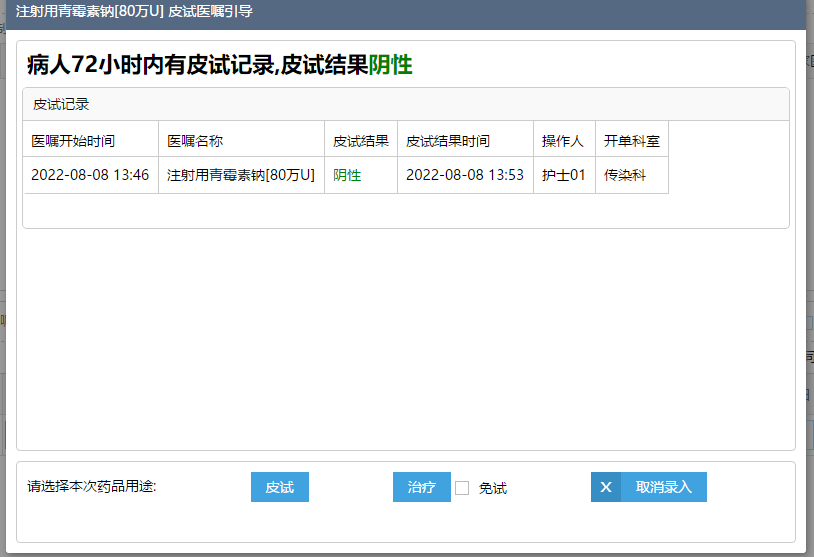 注射用青霉素钠[80万U] 皮试医嘱引导
病人72小时内有皮试记录,皮试结果阴性
皮试记录
医嘱开始时间 医嘱名称 皮试结果 皮试结果时间 操作人 开单科室
2022-08-08 13:46 注射用青霉素钠[80万U] 阴性 2022-08-08 13:53 护士01 传染科
请选择本次药品用途: 皮试 治疗 免试 X 取消录入